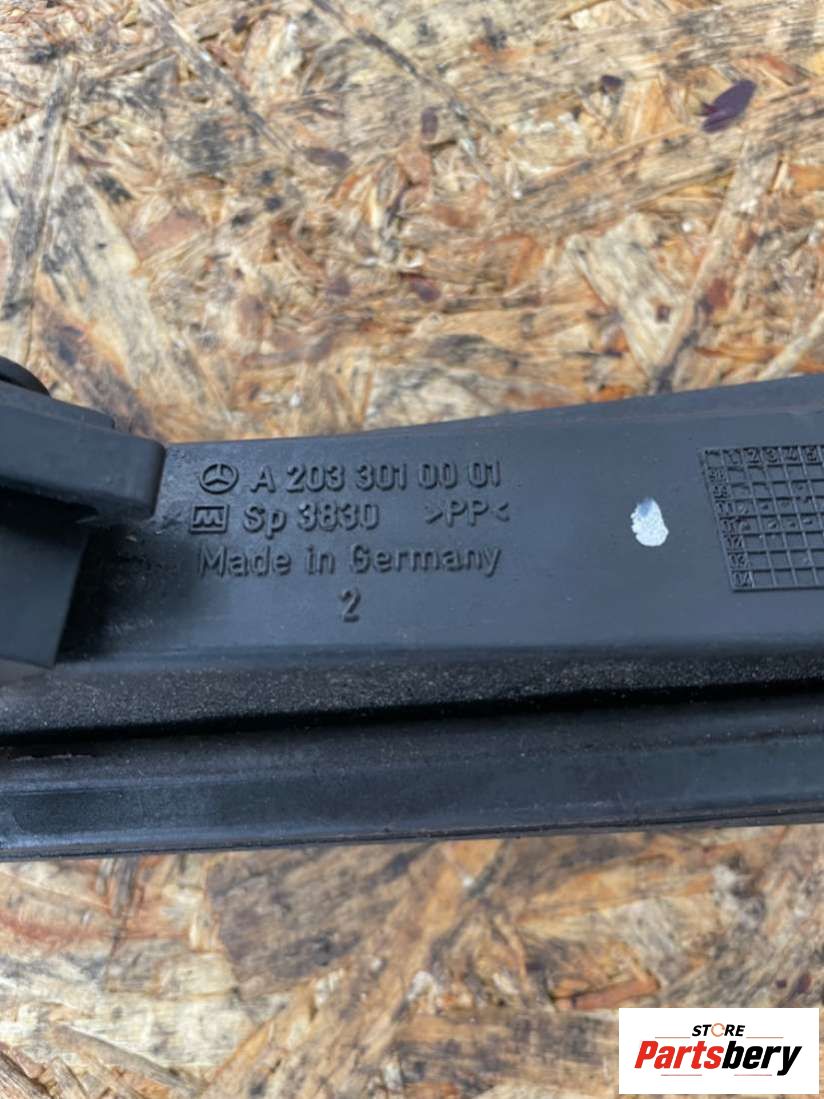 A 203 301 00 01
Sp 3830 >PP<
Made in Germany
2
STORE
Partsbery